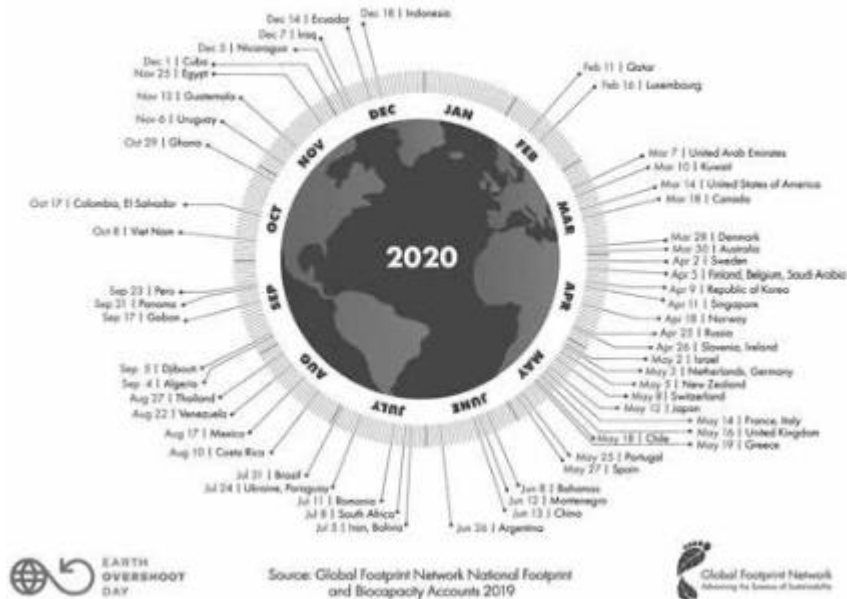 JAN
FEB
MAR
APR
MAY
JUNE
JULY
AUG
SEP
OCT
NOV
DEC
2020
Feb 11 | Qatar
Feb 16 | Luxembourg
Mar 7 | United Arab Emirates
Mar 10 | Kuwait
Mar 14 | United States of America
Mar 18 | Canada
Mar 28 | Denmark
Mar 30 | Australia
Apr 2 | Sweden
Apr 5 | Finland, Belgium, Saudi Arabia
Apr 9 | Republic of Korea
Apr 11 | Singapore
Apr 18 | Norway
Apr 25 | Russia
Apr 26 | Slovenia, Ireland
May 2 | Israel
May 3 | Netherlands, Germany
May 5 | New Zealand
May 8 | Switzerland
May 12 | Japan
May 14 | France, Italy
May 16 | United Kingdom
May 18 | Chile
May 19 | Greece
May 25 | Portugal
May 27 | Spain
Jun 8 | Bahamas
Jun 12 | Montenegro
Jun 13 | China
Jun 26 | Argentina
Jul 5 | Iran, Bolivia
Jul 8 | South Africa
Jul 11 | Romania
Jul 24 | Ukraine, Paraguay
Jul 31 | Brazil
Aug 10 | Costa Rica
Aug 17 | Mexico
Aug 22 | Venezuela
Aug 27 | Thailand
Sep 4 | Algeria
Sep 5 | Djibouti
Sep 17 | Gabon
Sep 21 | Panama
Sep 23 | Peru
Oct 8 | Viet Nam
Oct 17 | Colombia, El Salvador
Oct 29 | Ghana
Nov 6 | Uruguay
Nov 13 | Guatemala
Nov 25 | Egypt
Dec 1 | Cuba
Dec 5 | Nicaragua
Dec 7 | Iraq
Dec 14 | Ecuador
Dec 18 | Indonesia
EARTH
OVERSHOOT
DAY
Source: Global Footprint Network National Footprint
and Biocapacity Accounts 2019
Global Footprint Network
Advancing the Science of Sustainability